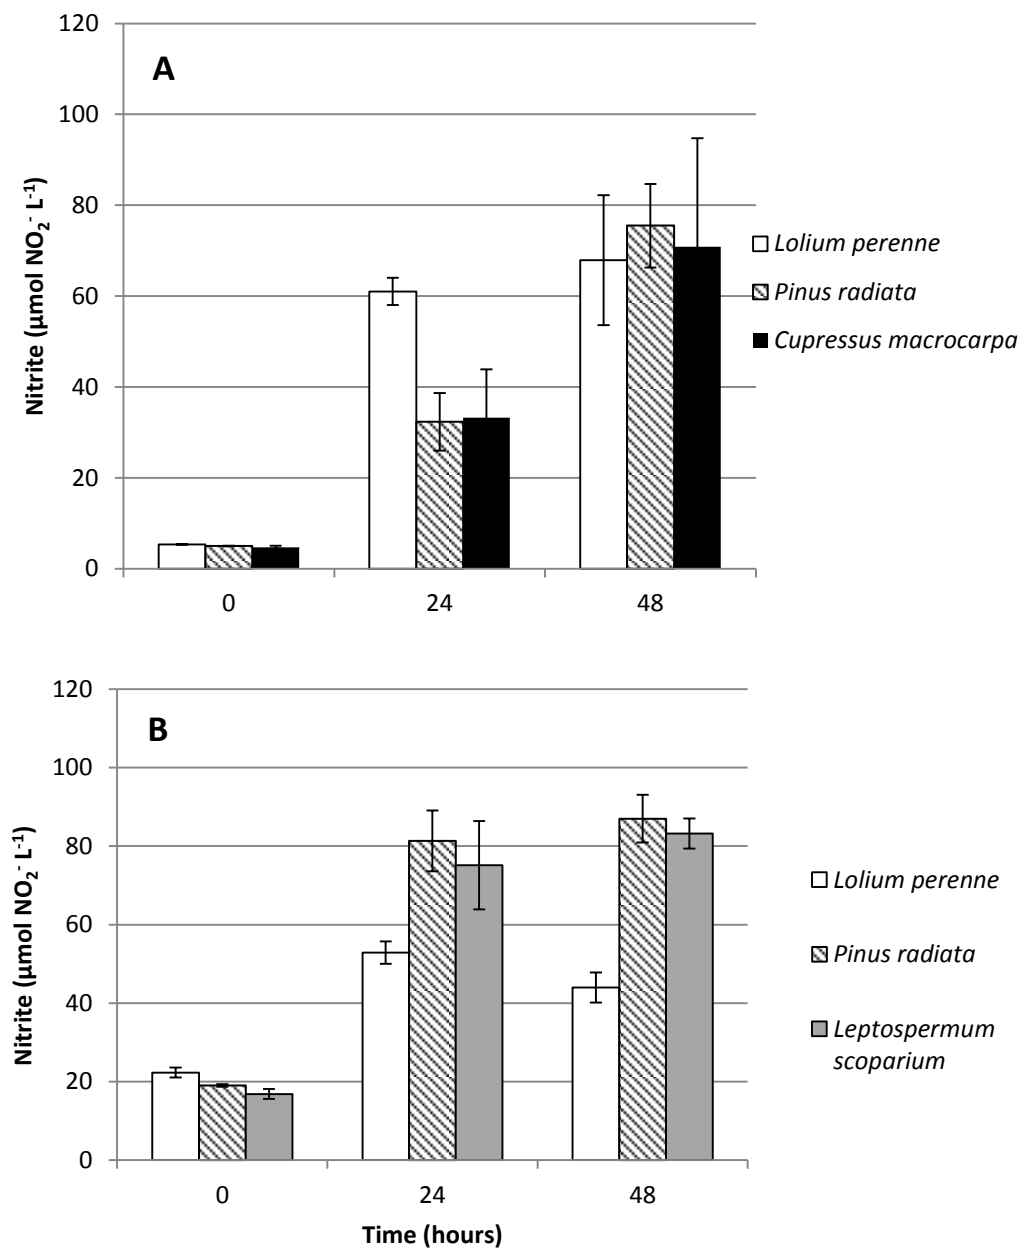 120
A
100
80
60
40
20
0
Nitrite (µmol NO₂⁻ L⁻¹)
0 24 48
Lolium perenne
Pinus radiata
Cupressus macrocarpa
120
B
100
80
60
40
20
0
Nitrite (µmol NO₂⁻ L⁻¹)
0 24 48
Time (hours)
Lolium perenne
Pinus radiata
Leptospermum
scoparium